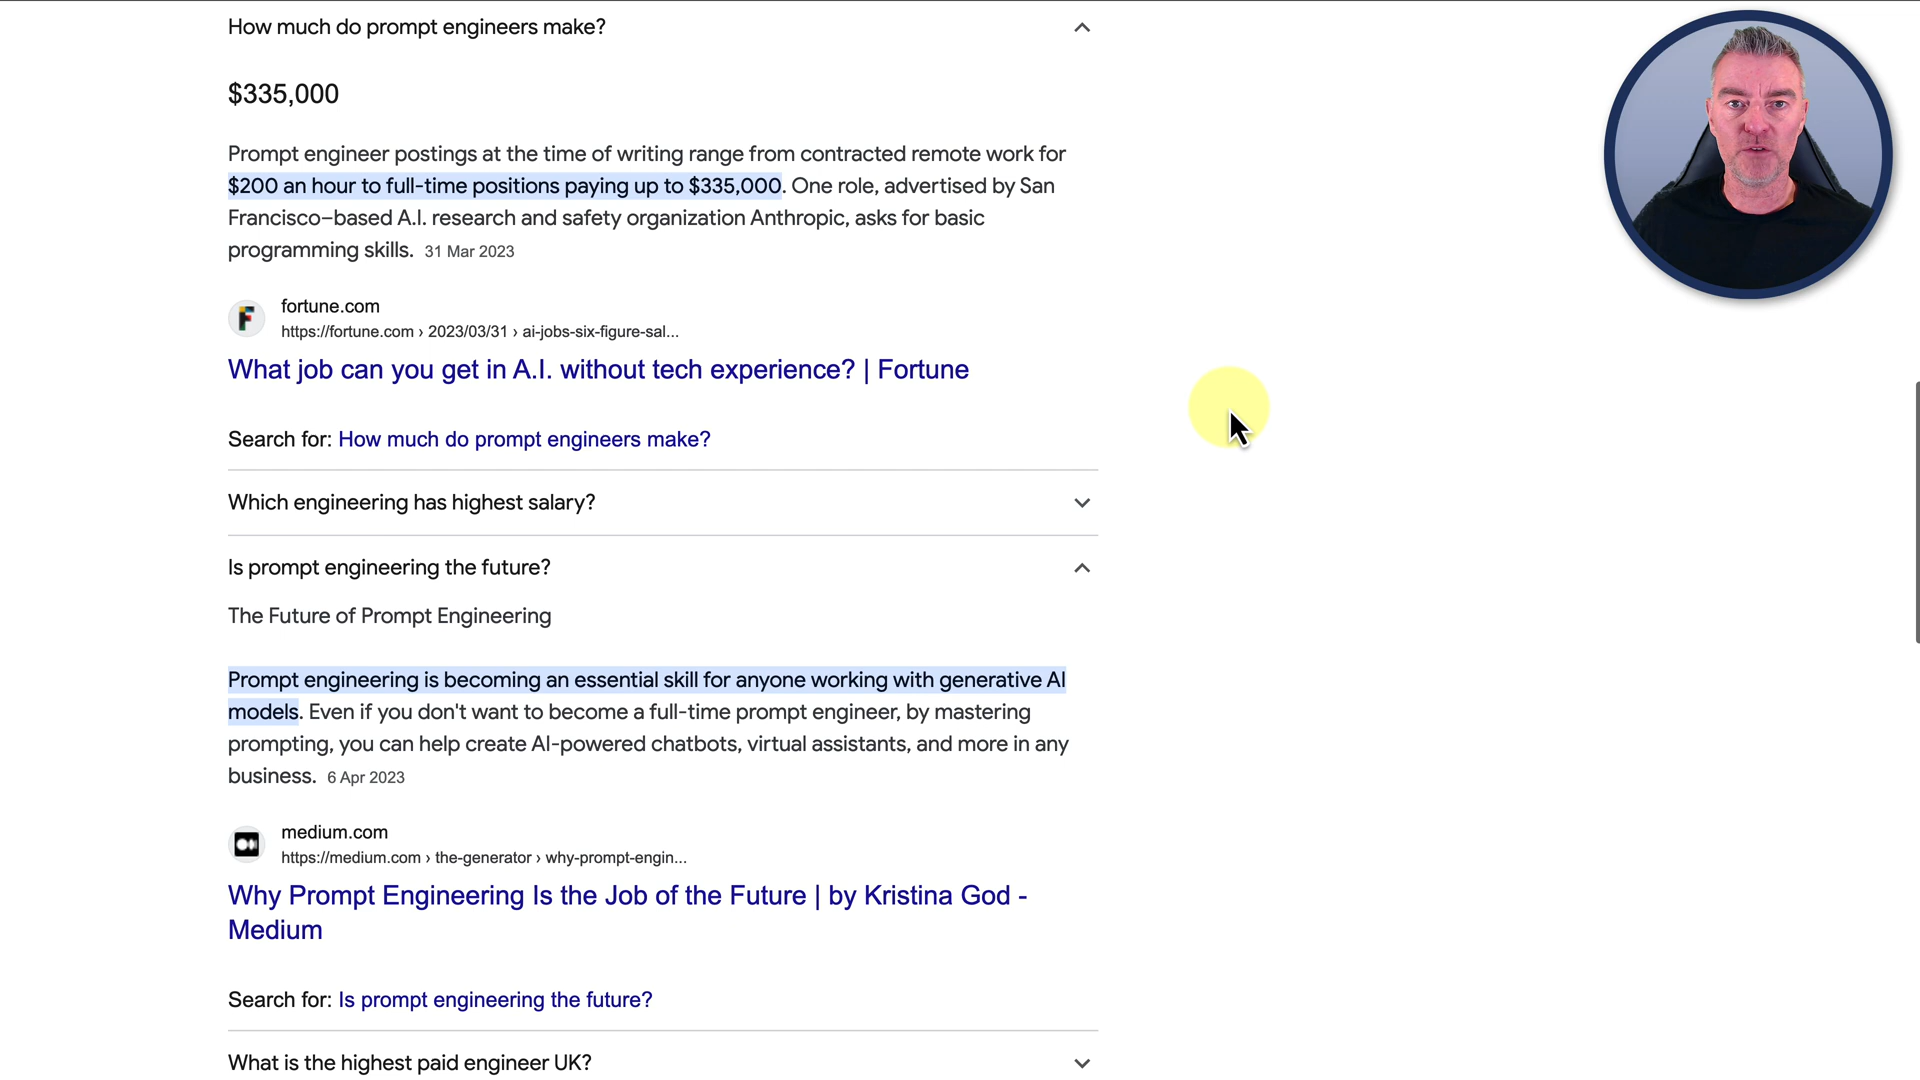 How much do prompt engineers make?
$335,000
Prompt engineer postings at the time of writing range from contracted remote work for
$200 an hour to full-time positions paying up to $335,000. One role, advertised by San
Francisco–based A.I. research and safety organization Anthropic, asks for basic
programming skills. 31 Mar 2023
F
fortune.com
https://fortune.com › 2023/03/31 › ai-jobs-six-figure-sal...
What job can you get in A.I. without tech experience? | Fortune
Search for: How much do prompt engineers make?
Which engineering has highest salary?
Is prompt engineering the future?
The Future of Prompt Engineering
Prompt engineering is becoming an essential skill for anyone working with generative AI
models. Even if you don't want to become a full-time prompt engineer, by mastering
prompting, you can help create AI-powered chatbots, virtual assistants, and more in any
business. 6 Apr 2023
medium.com
https://medium.com › the-generator › why-prompt-engin...
Why Prompt Engineering Is the Job of the Future | by Kristina God -
Medium
Search for: Is prompt engineering the future?
What is the highest paid engineer UK?